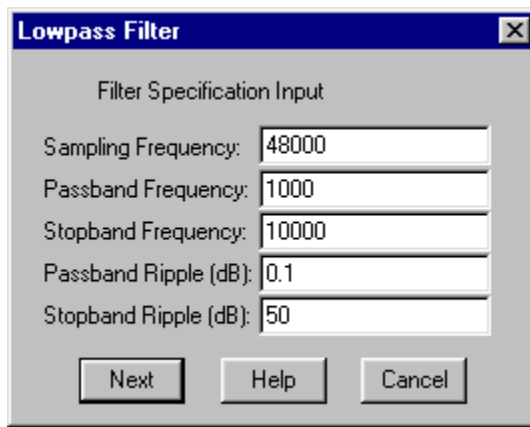 Lowpass Filter
Filter Specification Input
Sampling Frequency: 48000
Passband Frequency: 1000
Stopband Frequency: 10000
Passband Ripple (dB): 0.1
Stopband Ripple (dB): 50
Next Help Cancel